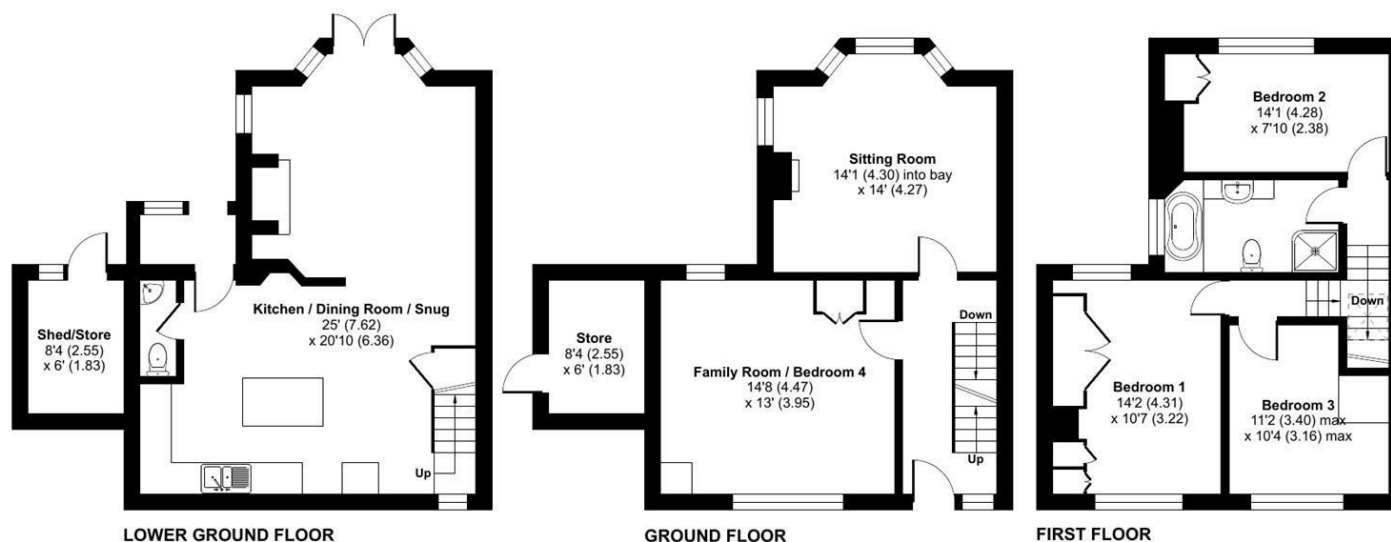 Kitchen / Dining Room / Snug
25' (7.62)
x 20'10 (6.36)
Shed/Store
8'4 (2.55)
x 6' (1.83)
Up
LOWER GROUND FLOOR
Sitting Room
14'1 (4.30) into bay
x 14' (4.27)
Store
8'4 (2.55)
x 6' (1.83)
Family Room / Bedroom 4
14'8 (4.47)
x 13' (3.95)
Down
Up
GROUND FLOOR
Bedroom 2
14'1 (4.28)
x 7'10 (2.38)
Down
Bedroom 1
14'2 (4.31)
x 10'7 (3.22)
Bedroom 3
11'2 (3.40) max
x 10'4 (3.16) max
FIRST FLOOR